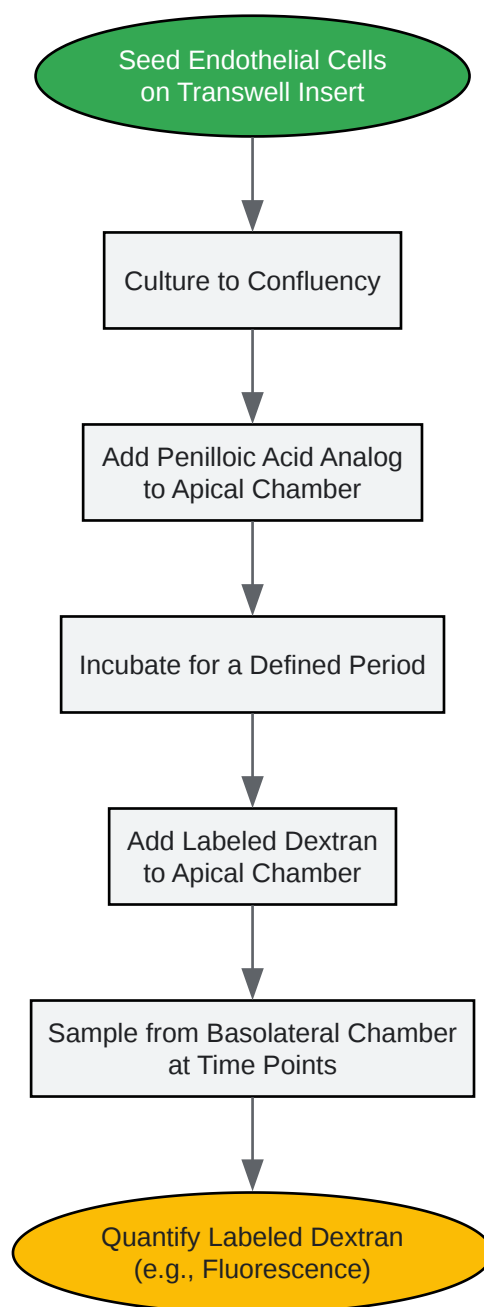 Seed Endothelial Cells
on Transwell Insert
Culture to Confluency
Add Penilloic Acid Analog
to Apical Chamber
Incubate for a Defined Period
Add Labeled Dextran
to Apical Chamber
Sample from Basolateral Chamber
at Time Points
Quantify Labeled Dextran
(e.g., Fluorescence)